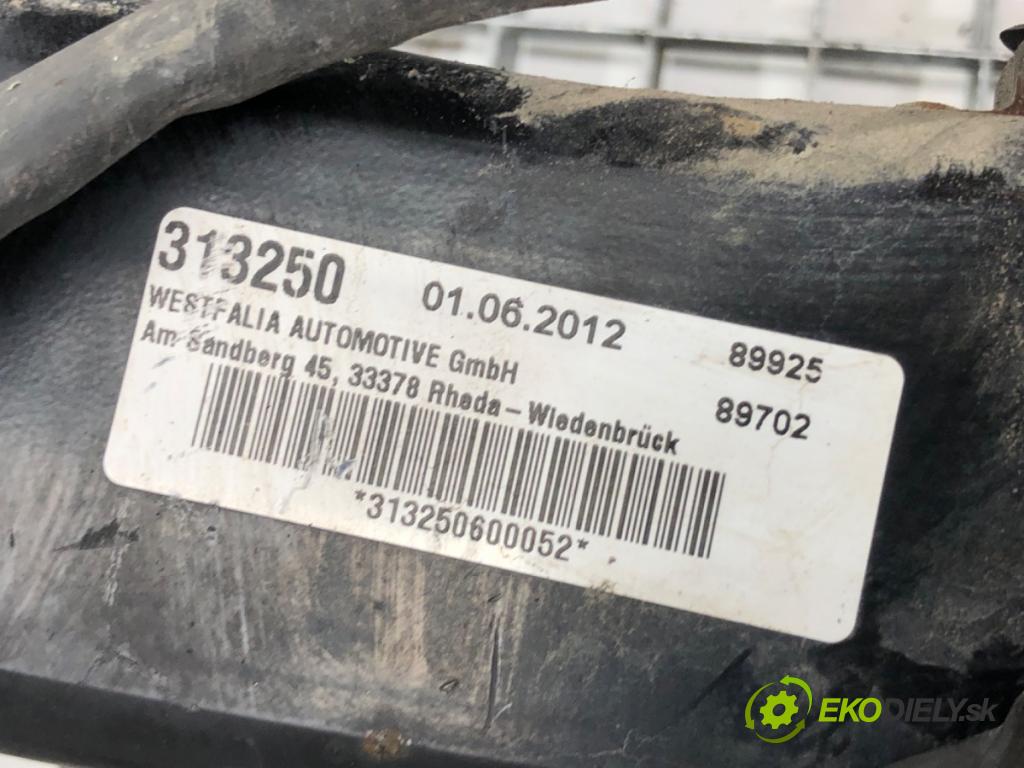 313250 01.06.2012 89925
WESTFALIA AUTOMOTIVE GmbH
Am Sandberg 45, 33378 Rheda-Wiedenbrück 89702
*313250600052*
EKODIELY.sk